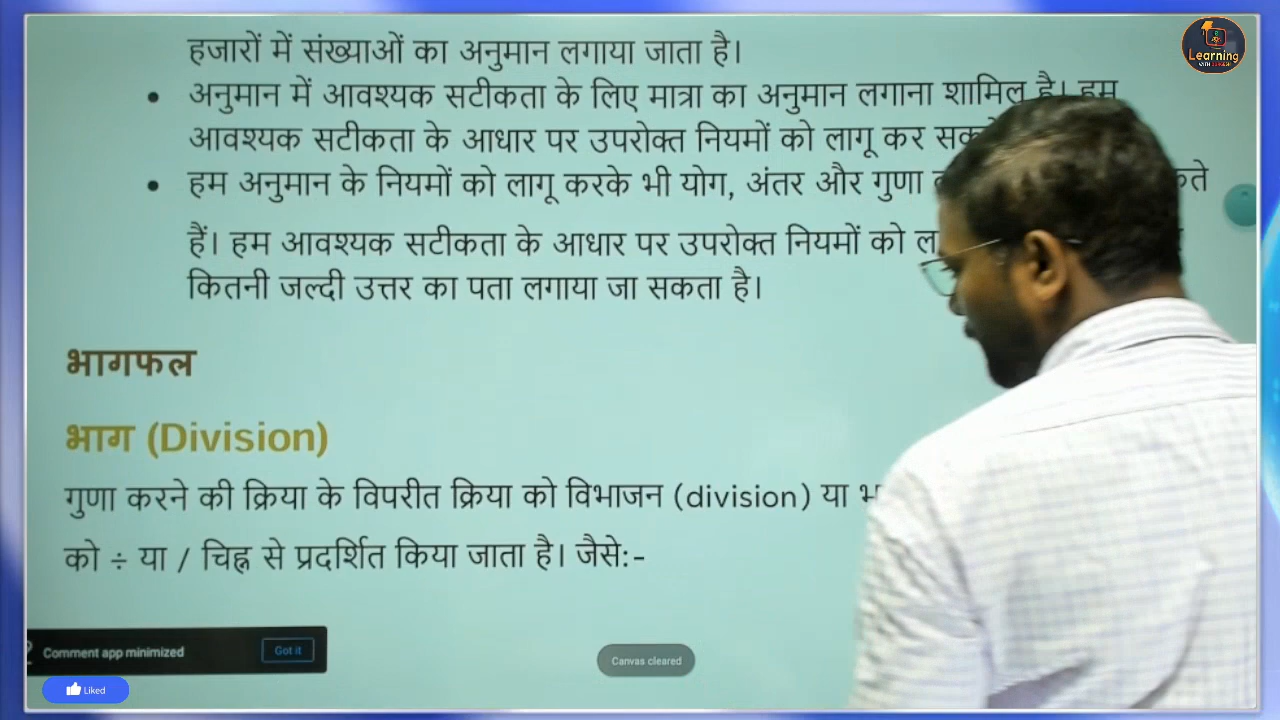 हजारों में संख्याओं का अनुमान लगाया जाता है।
• अनुमान में आवश्यक सटीकता के लिए मात्रा का अनुमान लगाना शामिल है। हम
आवश्यक सटीकता के आधार पर उपरोक्त नियमों को लागू कर
• हम अनुमान के नियमों को लागू करके भी योग, अंतर और गुणा
हैं। हम आवश्यक सटीकता के आधार पर उपरोक्त नियमों को
कितनी जल्दी उत्तर का पता लगाया जा सकता है।
भागफल
भाग (Division)
गुणा करने की क्रिया के विपरीत क्रिया को विभाजन (division) या
को ÷ या / चिह्न से प्रदर्शित किया जाता है। जैसे:-
Comment app minimized
Got it
Canvas cleared
Liked
Learning